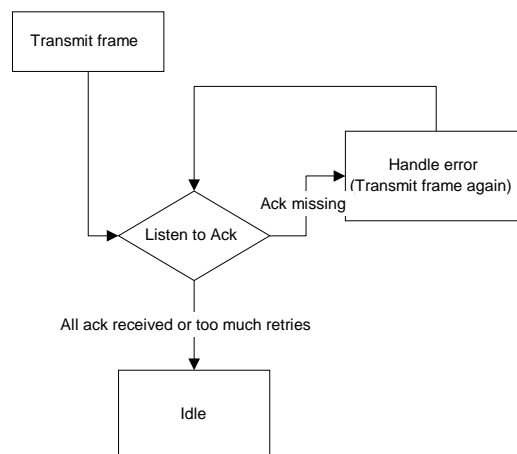 Transmit frame
Handle error
(Transmit frame again)
Ack missing
Listen to Ack
All ack received or too much retries
Idle